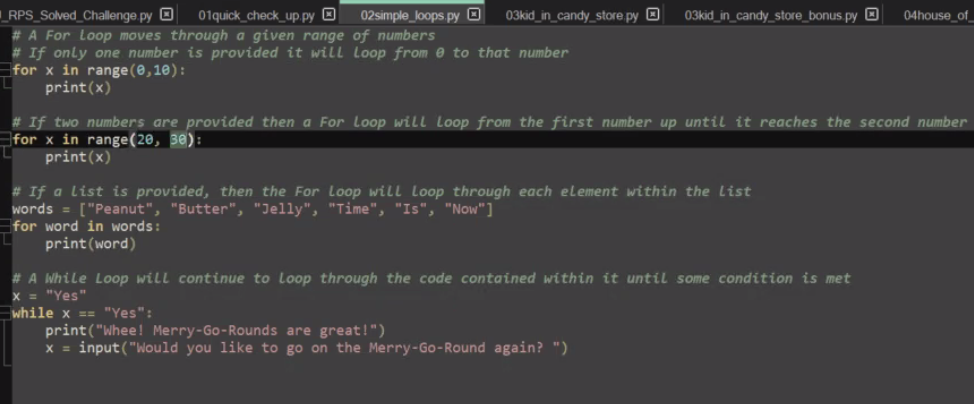 _RPS_Solved_Challenge.py 01quick_check_up.py 02simple_loops.py 03kid_in_candy_store.py 03kid_in_candy_store_bonus.py 04house_of_
# A For loop moves through a given range of numbers
# If only one number is provided it will loop from 0 to that number
for x in range(0,10):
    print(x)
# If two numbers are provided then a For loop will loop from the first number up until it reaches the second number
for x in range(20, 30):
    print(x)
# If a list is provided, then the For loop will loop through each element within the list
words = ["Peanut", "Butter", "Jelly", "Time", "Is", "Now"]
for word in words:
    print(word)
# A While Loop will continue to loop through the code contained within it until some condition is met
x = "Yes"
while x == "Yes":
    print("Whee! Merry-Go-Rounds are great!")
    x = input("Would you like to go on the Merry-Go-Round again? ")